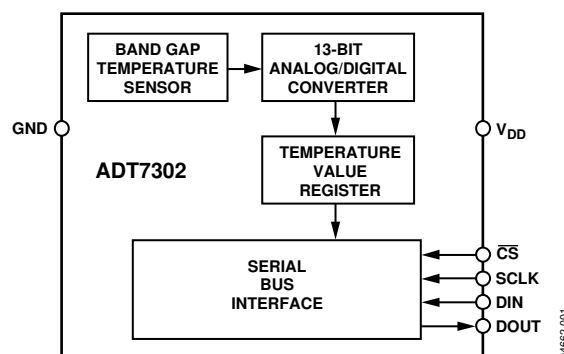 BAND GAP
TEMPERATURE
SENSOR
13-BIT
ANALOG/DIGITAL
CONVERTER
GND
VDD
ADT7302
TEMPERATURE
VALUE
REGISTER
SERIAL
BUS
INTERFACE
CS
SCLK
DIN
DOUT